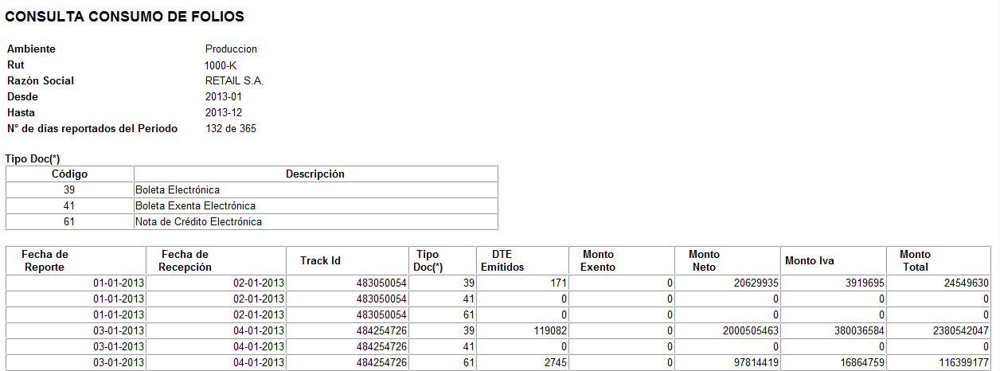 CONSULTA CONSUMO DE FOLIOS
Ambiente Produccion
Rut 1000-K
Razón Social RETAIL S.A.
Desde 2013-01
Hasta 2013-12
N° de días reportados del Periodo 132 de 365
Tipo Doc(*)
Código Descripción
39 Boleta Electrónica
41 Boleta Exenta Electrónica
61 Nota de Crédito Electrónica
Fecha de Reporte Fecha de Recepción Track Id Tipo Doc(*) DTE Emitidos Monto Exento Monto Neto Monto Iva Monto Total
01-01-2013 02-01-2013 483050054 39 171 0 20629935 3919695 24549630
01-01-2013 02-01-2013 483050054 41 0 0 0 0 0
01-01-2013 02-01-2013 483050054 61 0 0 0 0 0
03-01-2013 04-01-2013 484254726 39 119082 0 2000505463 380036584 2380542047
03-01-2013 04-01-2013 484254726 41 0 0 0 0 0
03-01-2013 04-01-2013 484254726 61 2745 0 97814419 16864759 116399177